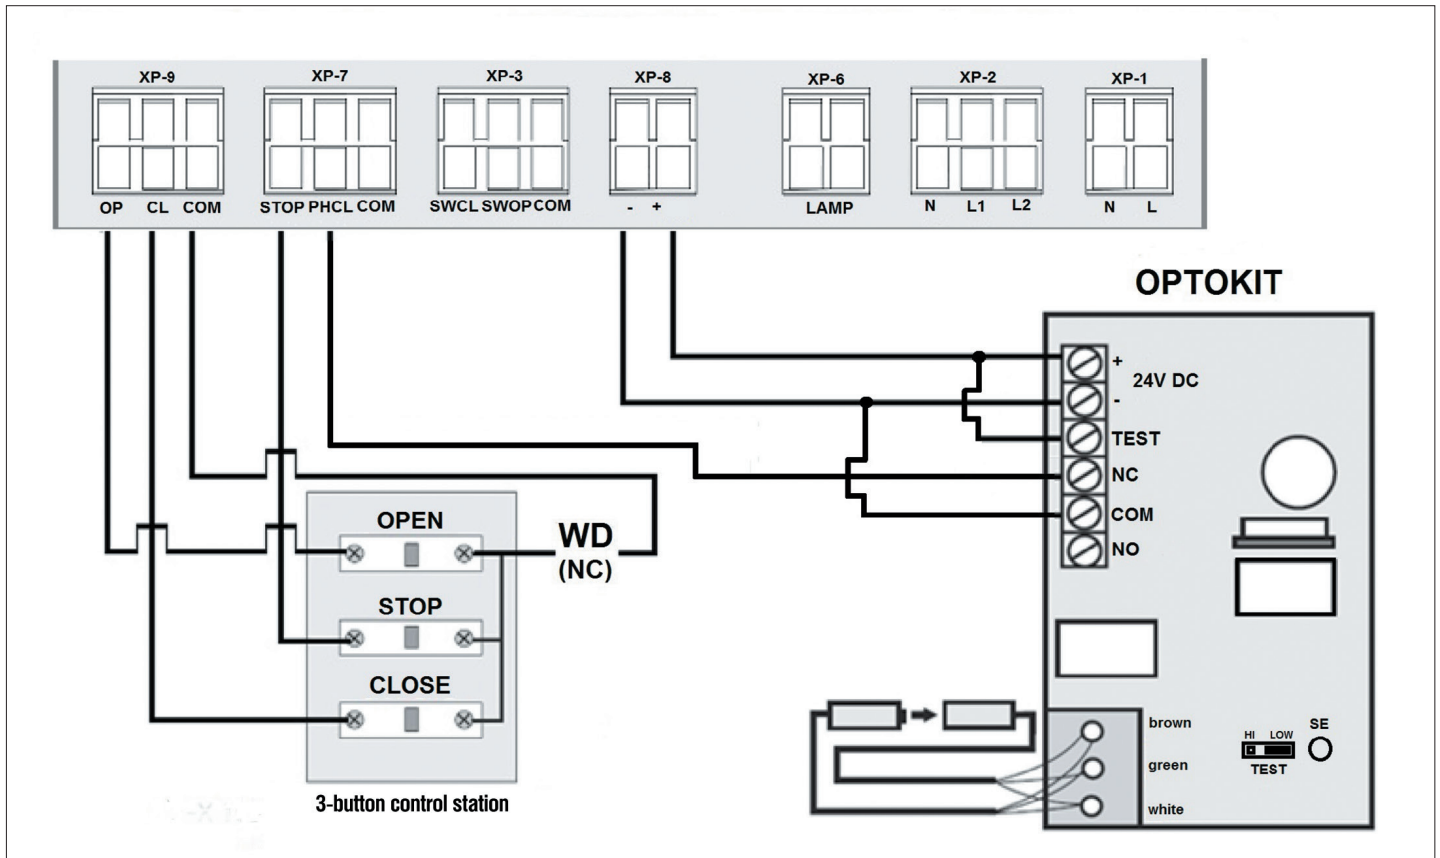 XP-9 XP-7 XP-3 XP-8 XP-6 XP-2 XP-1
OP CL COM STOP PHCL COM SWCL SWOP COM - + LAMP N L1 L2 N L
OPTOKIT
+
24V DC
-
TEST
NC
COM
NO
OPEN
WD
(NC)
STOP
CLOSE
3-button control station
brown
green
white
HI LOW
TEST
SE